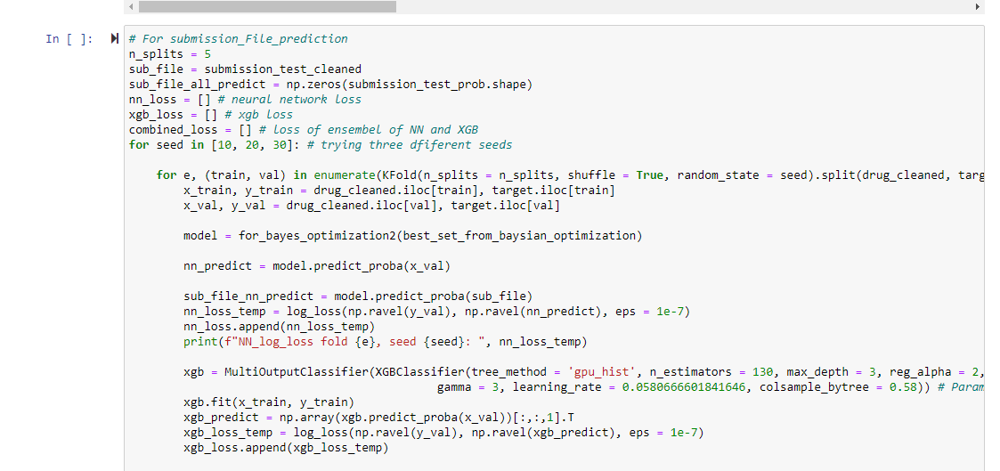 In [ ]:
# For submission_File_prediction
n_splits = 5
sub_file = submission_test_cleaned
sub_file_all_predict = np.zeros(submission_test_prob.shape)
nn_loss = [] # neural network loss
xgb_loss = [] # xgb loss
combined_loss = [] # loss of ensembel of NN and XGB
for seed in [10, 20, 30]: # trying three dfiferent seeds
    for e, (train, val) in enumerate(KFold(n_splits = n_splits, shuffle = True, random_state = seed).split(drug_cleaned, targ
        x_train, y_train = drug_cleaned.iloc[train], target.iloc[train]
        x_val, y_val = drug_cleaned.iloc[val], target.iloc[val]
        model = for_bayes_optimization2(best_set_from_baysian_optimization)
        nn_predict = model.predict_proba(x_val)
        sub_file_nn_predict = model.predict_proba(sub_file)
        nn_loss_temp = log_loss(np.ravel(y_val), np.ravel(nn_predict), eps = 1e-7)
        nn_loss.append(nn_loss_temp)
        print(f"NN_log_loss fold {e}, seed {seed}: ", nn_loss_temp)
        xgb = MultiOutputClassifier(XGBClassifier(tree_method = 'gpu_hist', n_estimators = 130, max_depth = 3, reg_alpha = 2,
                                             gamma = 3, learning_rate = 0.0580666601841646, colsample_bytree = 0.58)) # Param
        xgb.fit(x_train, y_train)
        xgb_predict = np.array(xgb.predict_proba(x_val))[:,:,1].T
        xgb_loss_temp = log_loss(np.ravel(y_val), np.ravel(xgb_predict), eps = 1e-7)
        xgb_loss.append(xgb_loss_temp)